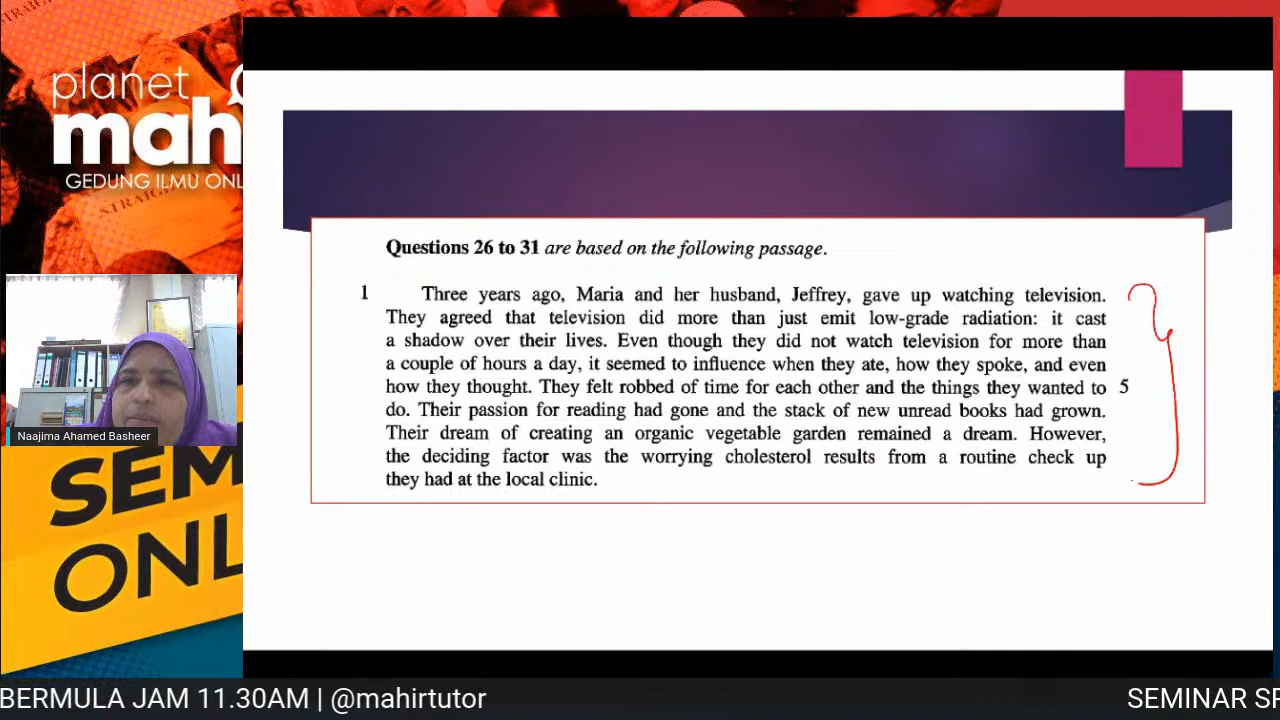 planet
mah
GEDUNG ILMU ONL
Questions 26 to 31 are based on the following passage.
1 Three years ago, Maria and her husband, Jeffrey, gave up watching television.
They agreed that television did more than just emit low-grade radiation: it cast
a shadow over their lives. Even though they did not watch television for more than
a couple of hours a day, it seemed to influence when they ate, how they spoke, and even
how they thought. They felt robbed of time for each other and the things they wanted to 5
do. Their passion for reading had gone and the stack of new unread books had grown.
Their dream of creating an organic vegetable garden remained a dream. However,
the deciding factor was the worrying cholesterol results from a routine check up
they had at the local clinic.
Naajima Ahamed Basheer
SEM
ONL
BERMULA JAM 11.30AM | @mahirtutor
SEMINAR SP